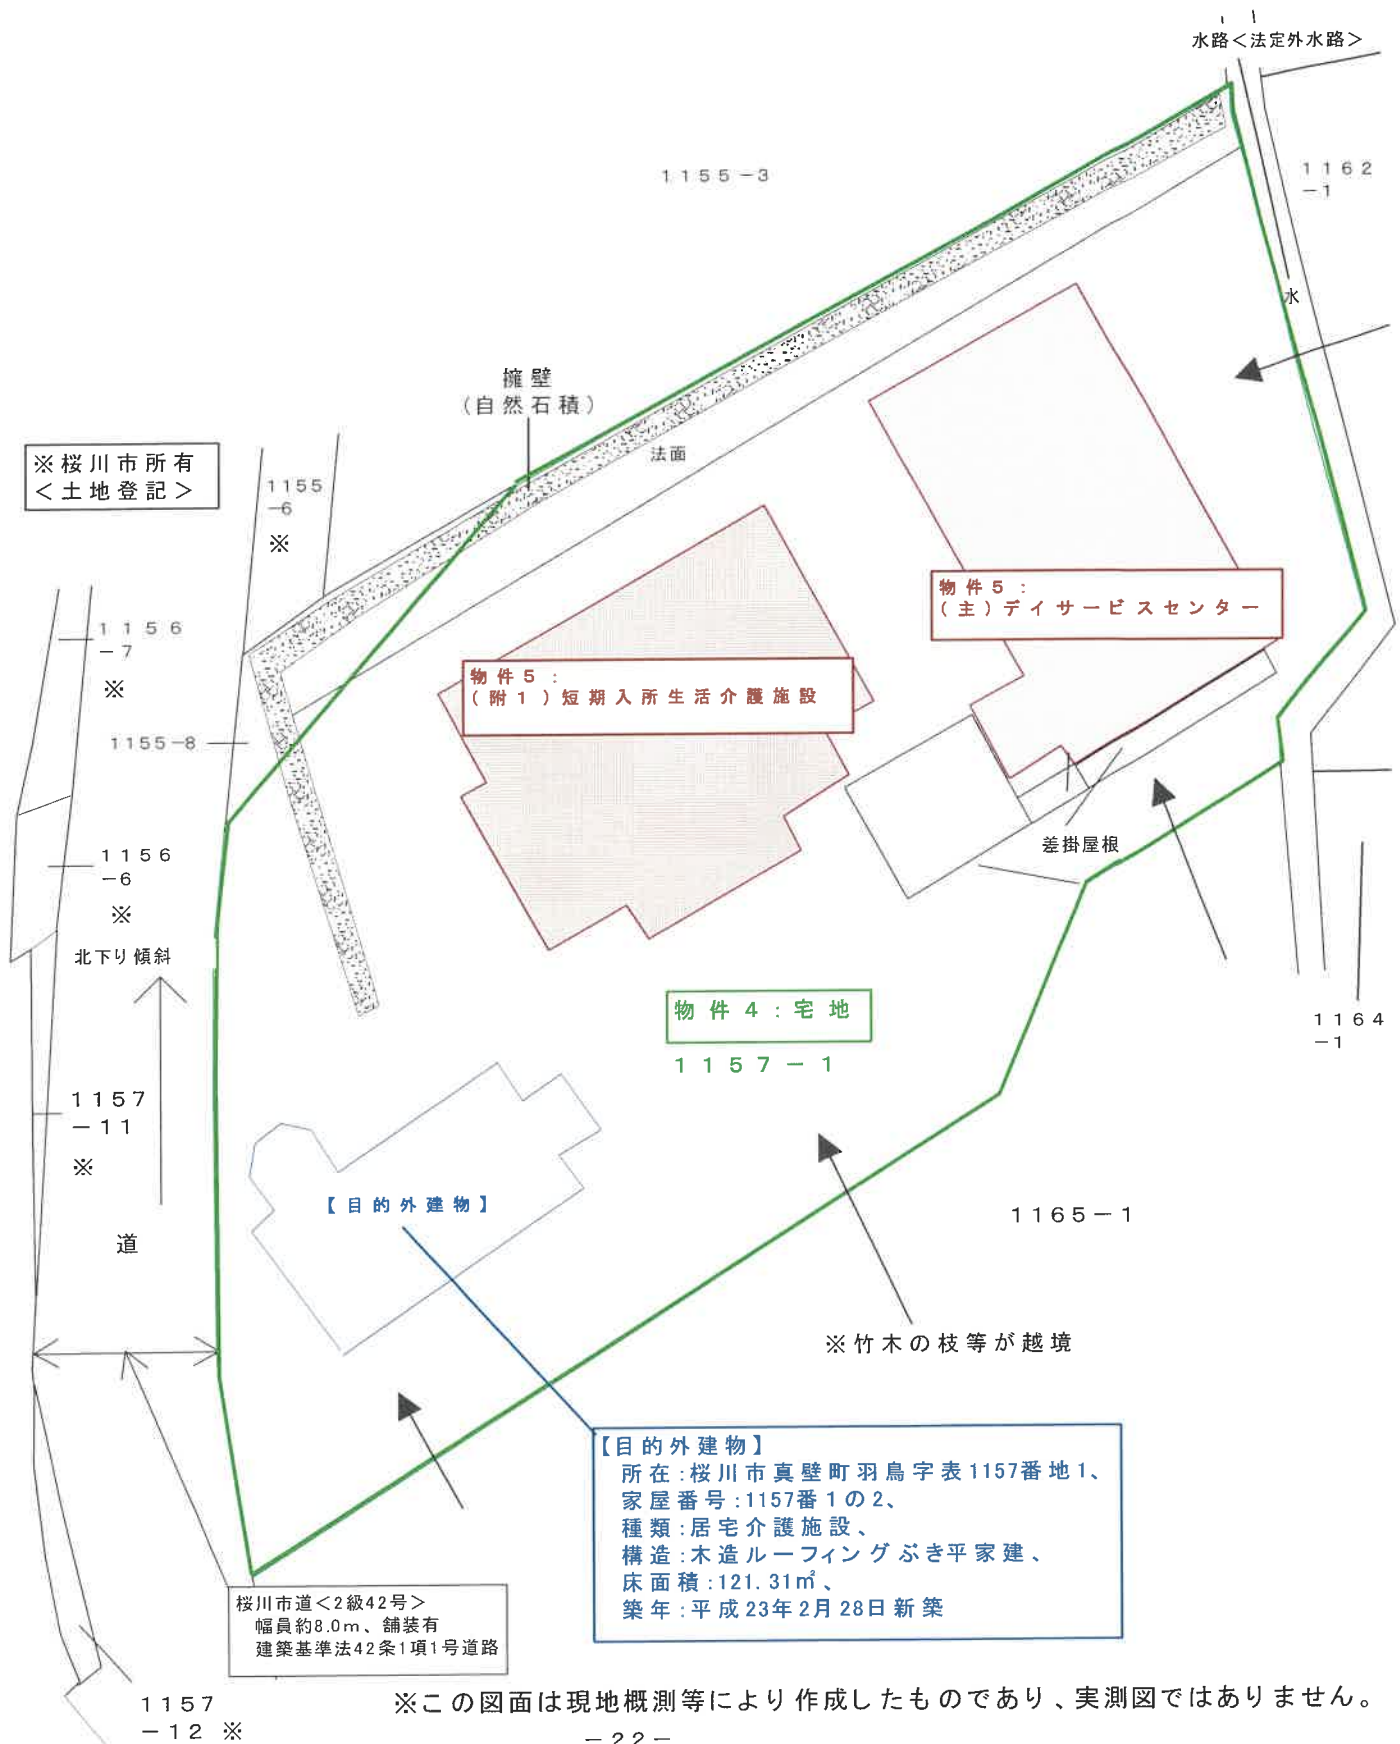 水路＜法定外水路＞
1155-3
1162
-1
水
擁壁
（自然石積）
法面
※桜川市所有
＜土地登記＞
1155
-6
※
物件5：
（主）デイサービスセンター
1156
-7
※
物件5：
（附1）短期入所生活介護施設
1155-8
差掛屋根
1156
-6
※
北下り傾斜
物件4：宅地
1157-1
1164
-1
1157
-11
※
【目的外建物】
1165-1
道
※竹木の枝等が越境
【目的外建物】
所在：桜川市真壁町羽鳥字表1157番地1、
家屋番号：1157番1の2、
種類：居宅介護施設、
構造：木造ルーフィングぶき平家建、
床面積：121.31㎡、
築年：平成23年2月28日新築
桜川市道＜2級42号＞
幅員約8.0m、舗装有
建築基準法42条1項1号道路
1157
-12 ※
※この図面は現地概測等により作成したものであり、実測図ではありません。
-22-